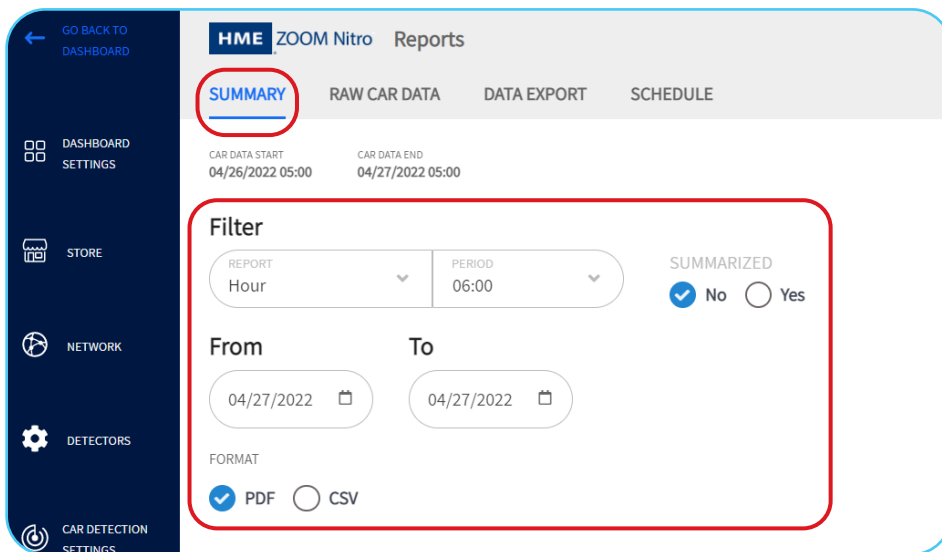 GO BACK TO
DASHBOARD
HME ZOOM Nitro Reports
SUMMARY RAW CAR DATA DATA EXPORT SCHEDULE
DASHBOARD
SETTINGS
CAR DATA START CAR DATA END
04/26/2022 05:00 04/27/2022 05:00
Filter
STORE
REPORT PERIOD SUMMARIZED
Hour 06:00 No Yes
NETWORK
From To
04/27/2022 04/27/2022
DETECTORS
FORMAT
PDF CSV
CAR DETECTION
SETTINGS